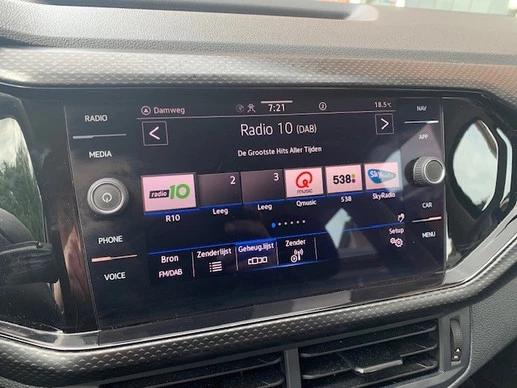 RADIO
MEDIA
PHONE
VOICE
Damweg
7:21
18.5°C
Radio 10 (DAB)
De Grootste Hits Aller Tijden
radio 10
2
3
Q music
538
SkyRadio
R10
Leeg
Leeg
Qmusic
538
SkyRadio
Bron
FM/DAB
Zenderlijst
Geheug.lijst
Zender
Setup
NAV
APP
CAR
MENU